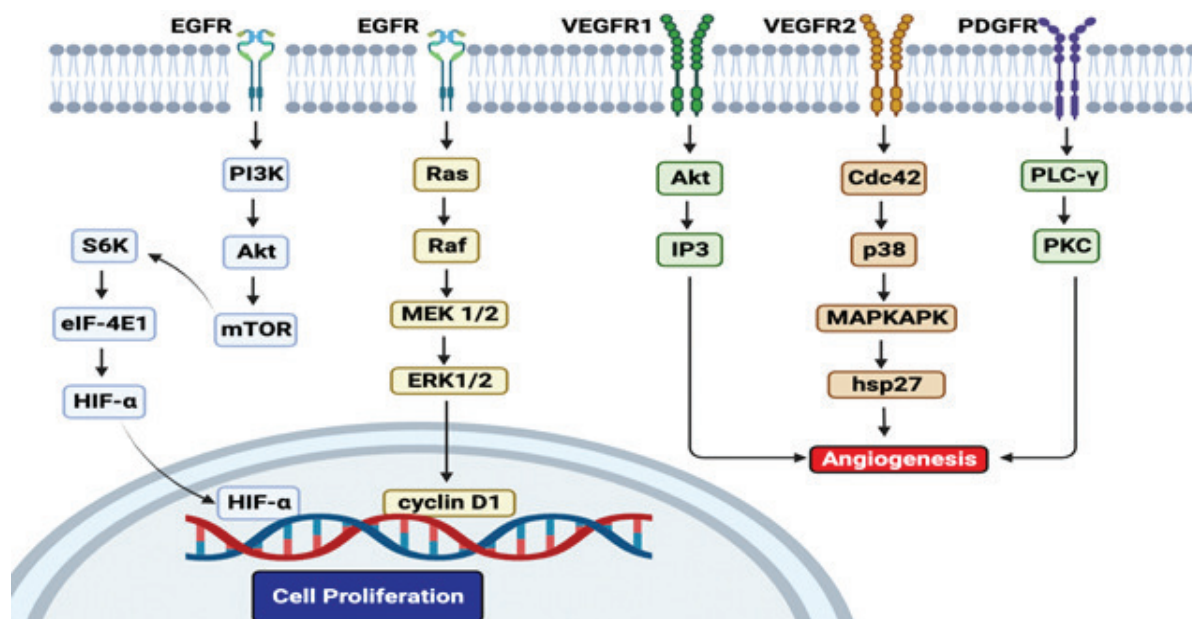 EGFR
EGFR
VEGFR1
VEGFR2
PDGFR
PI3K
Ras
Akt
Cdc42
PLC-γ
S6K
Akt
Raf
IP3
p38
PKC
eIF-4E1
mTOR
MEK 1/2
MAPKAPK
HIF-α
ERK1/2
hsp27
Angiogenesis
HIF-α
cyclin D1
Cell Proliferation